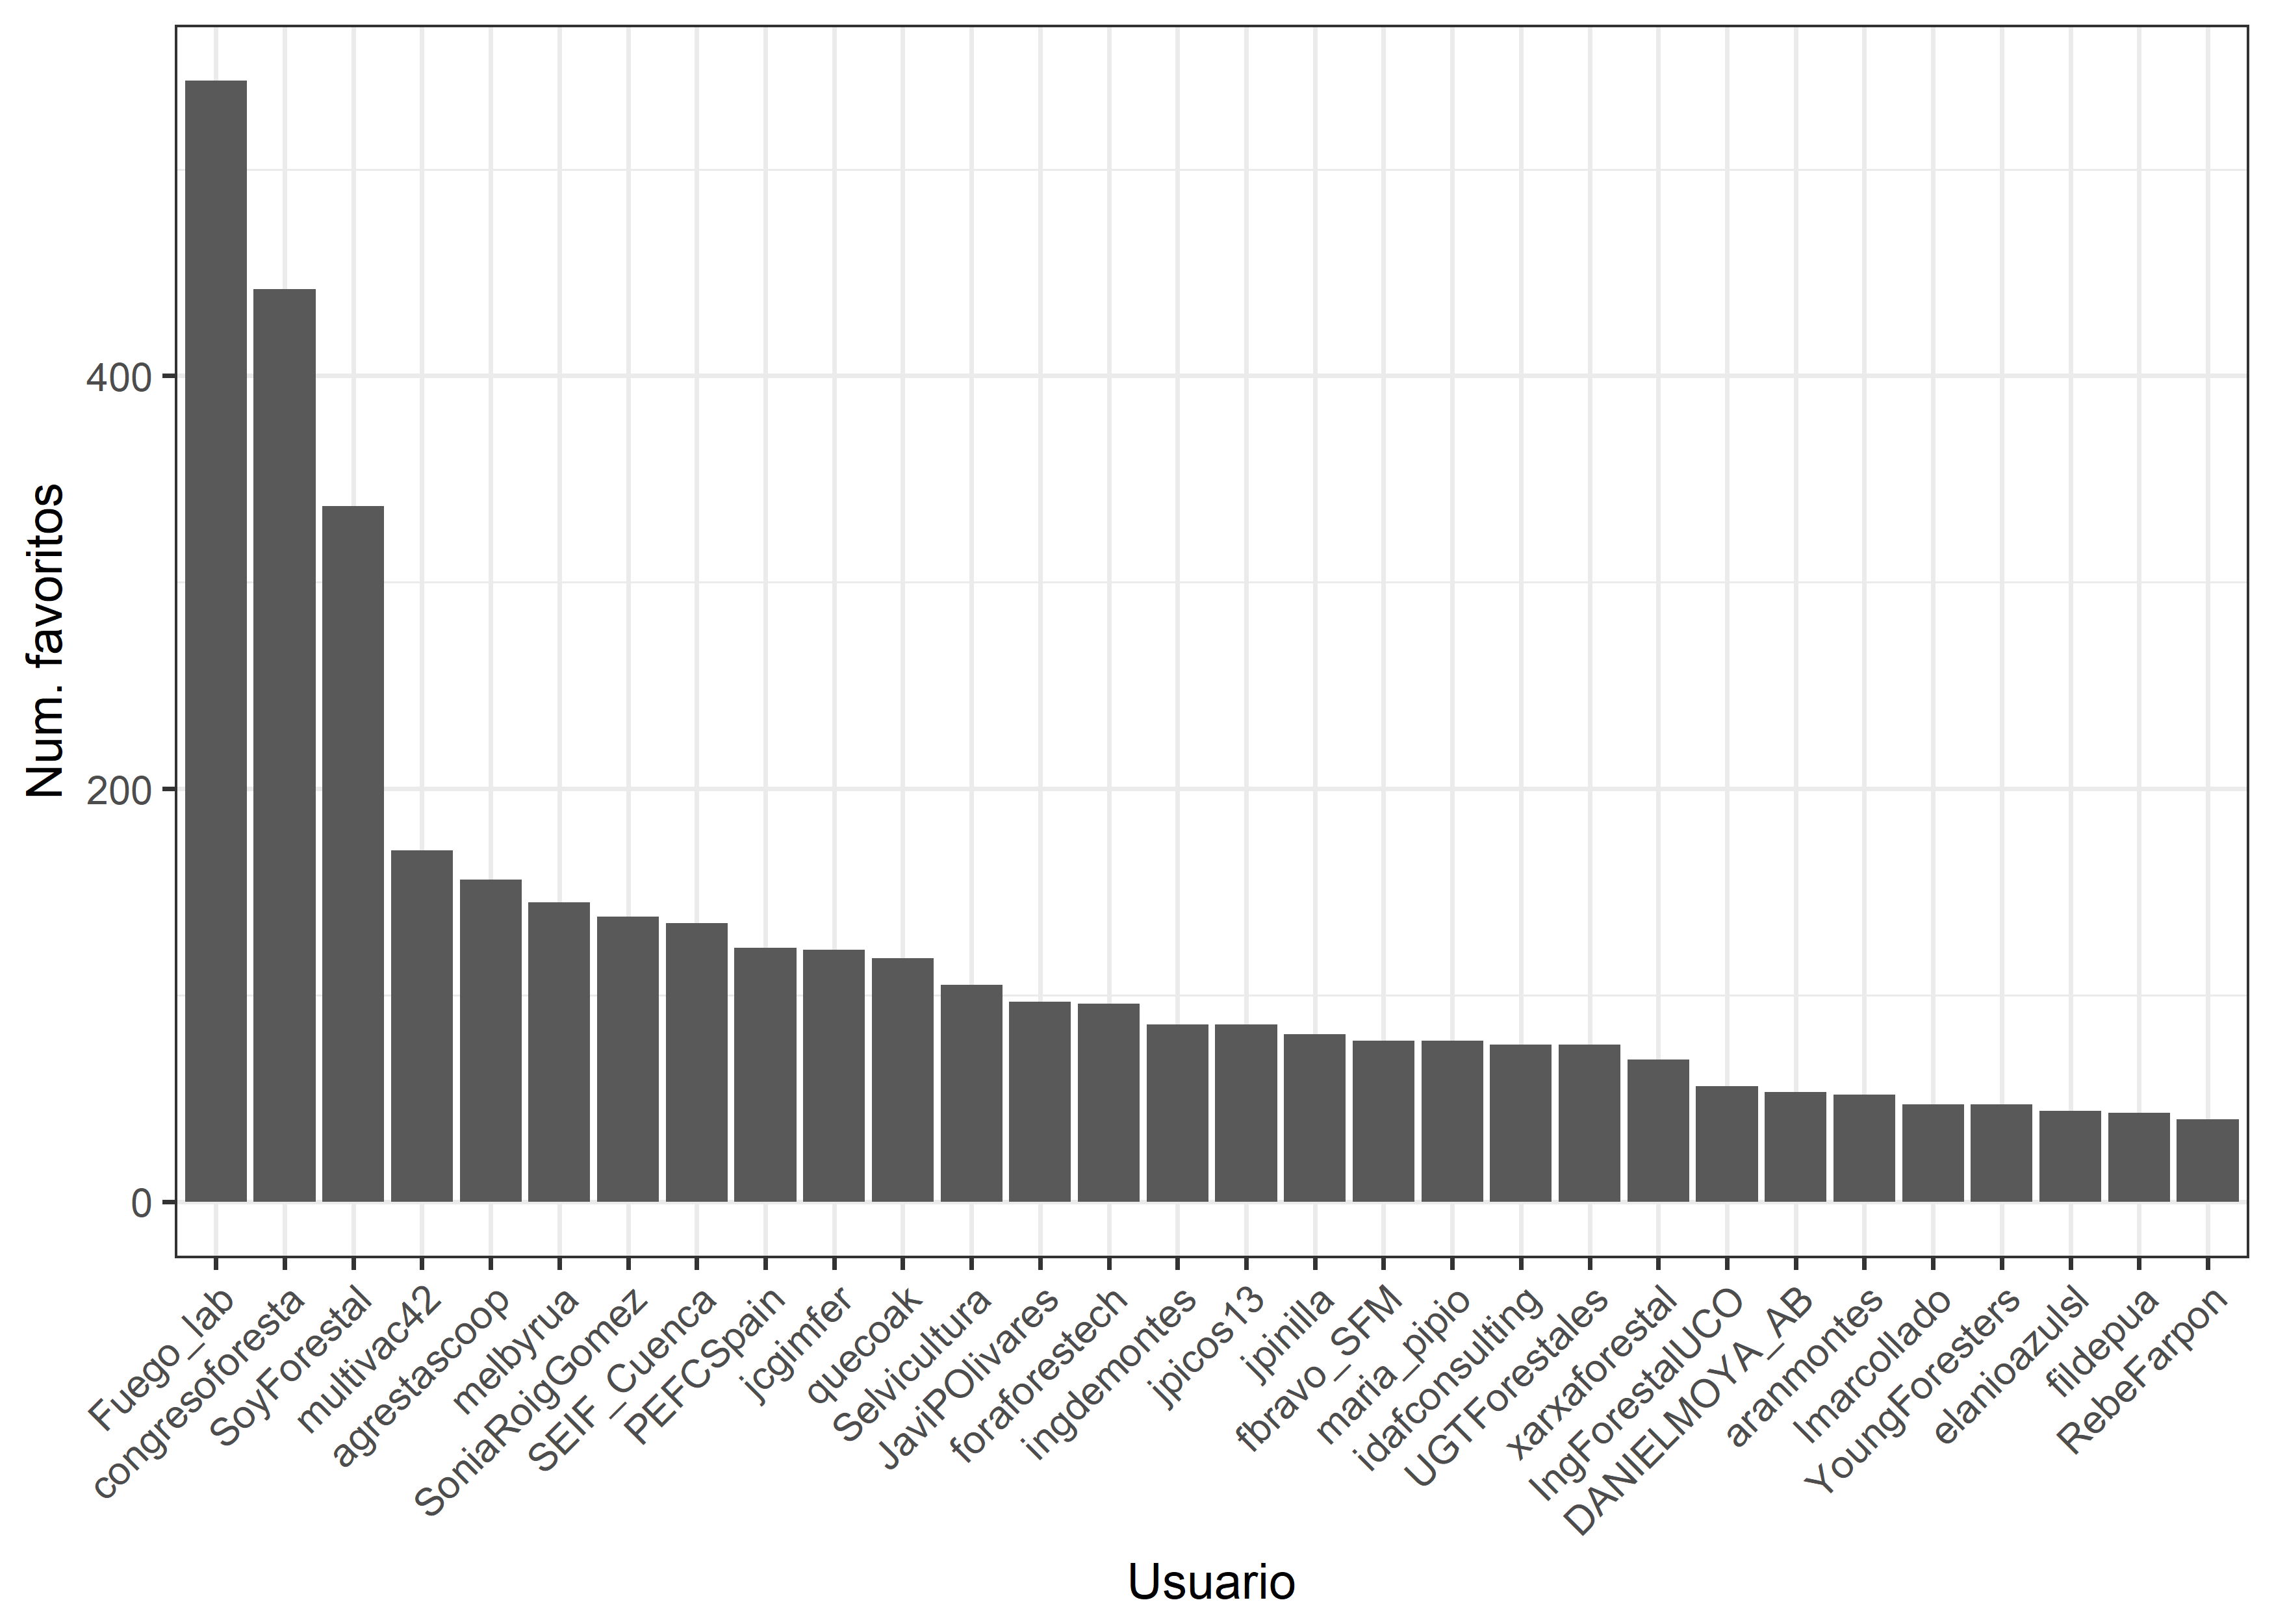 Num. favoritos
400
200
0
Fuego_lab
congresoforesta
SoyForestal
multivac42
agrestascoop
melbyrua
SoniaRoigGomez
SEIF_Cuenca
PEFCSpain
jcgimfer
quecoak
Selvicultura
JaviPOlivares
foraforestech
ingdemontes
jpicos13
jpinilla
fbravo_SFM
maria_pipio
idafconsulting
UGTForestales
xarxaforestal
IngForestalUCO
DANIELMOYA_AB
aranmontes
lmarcollado
YoungForesters
elanioazulsl
fildepua
RebeFarpon
Usuario